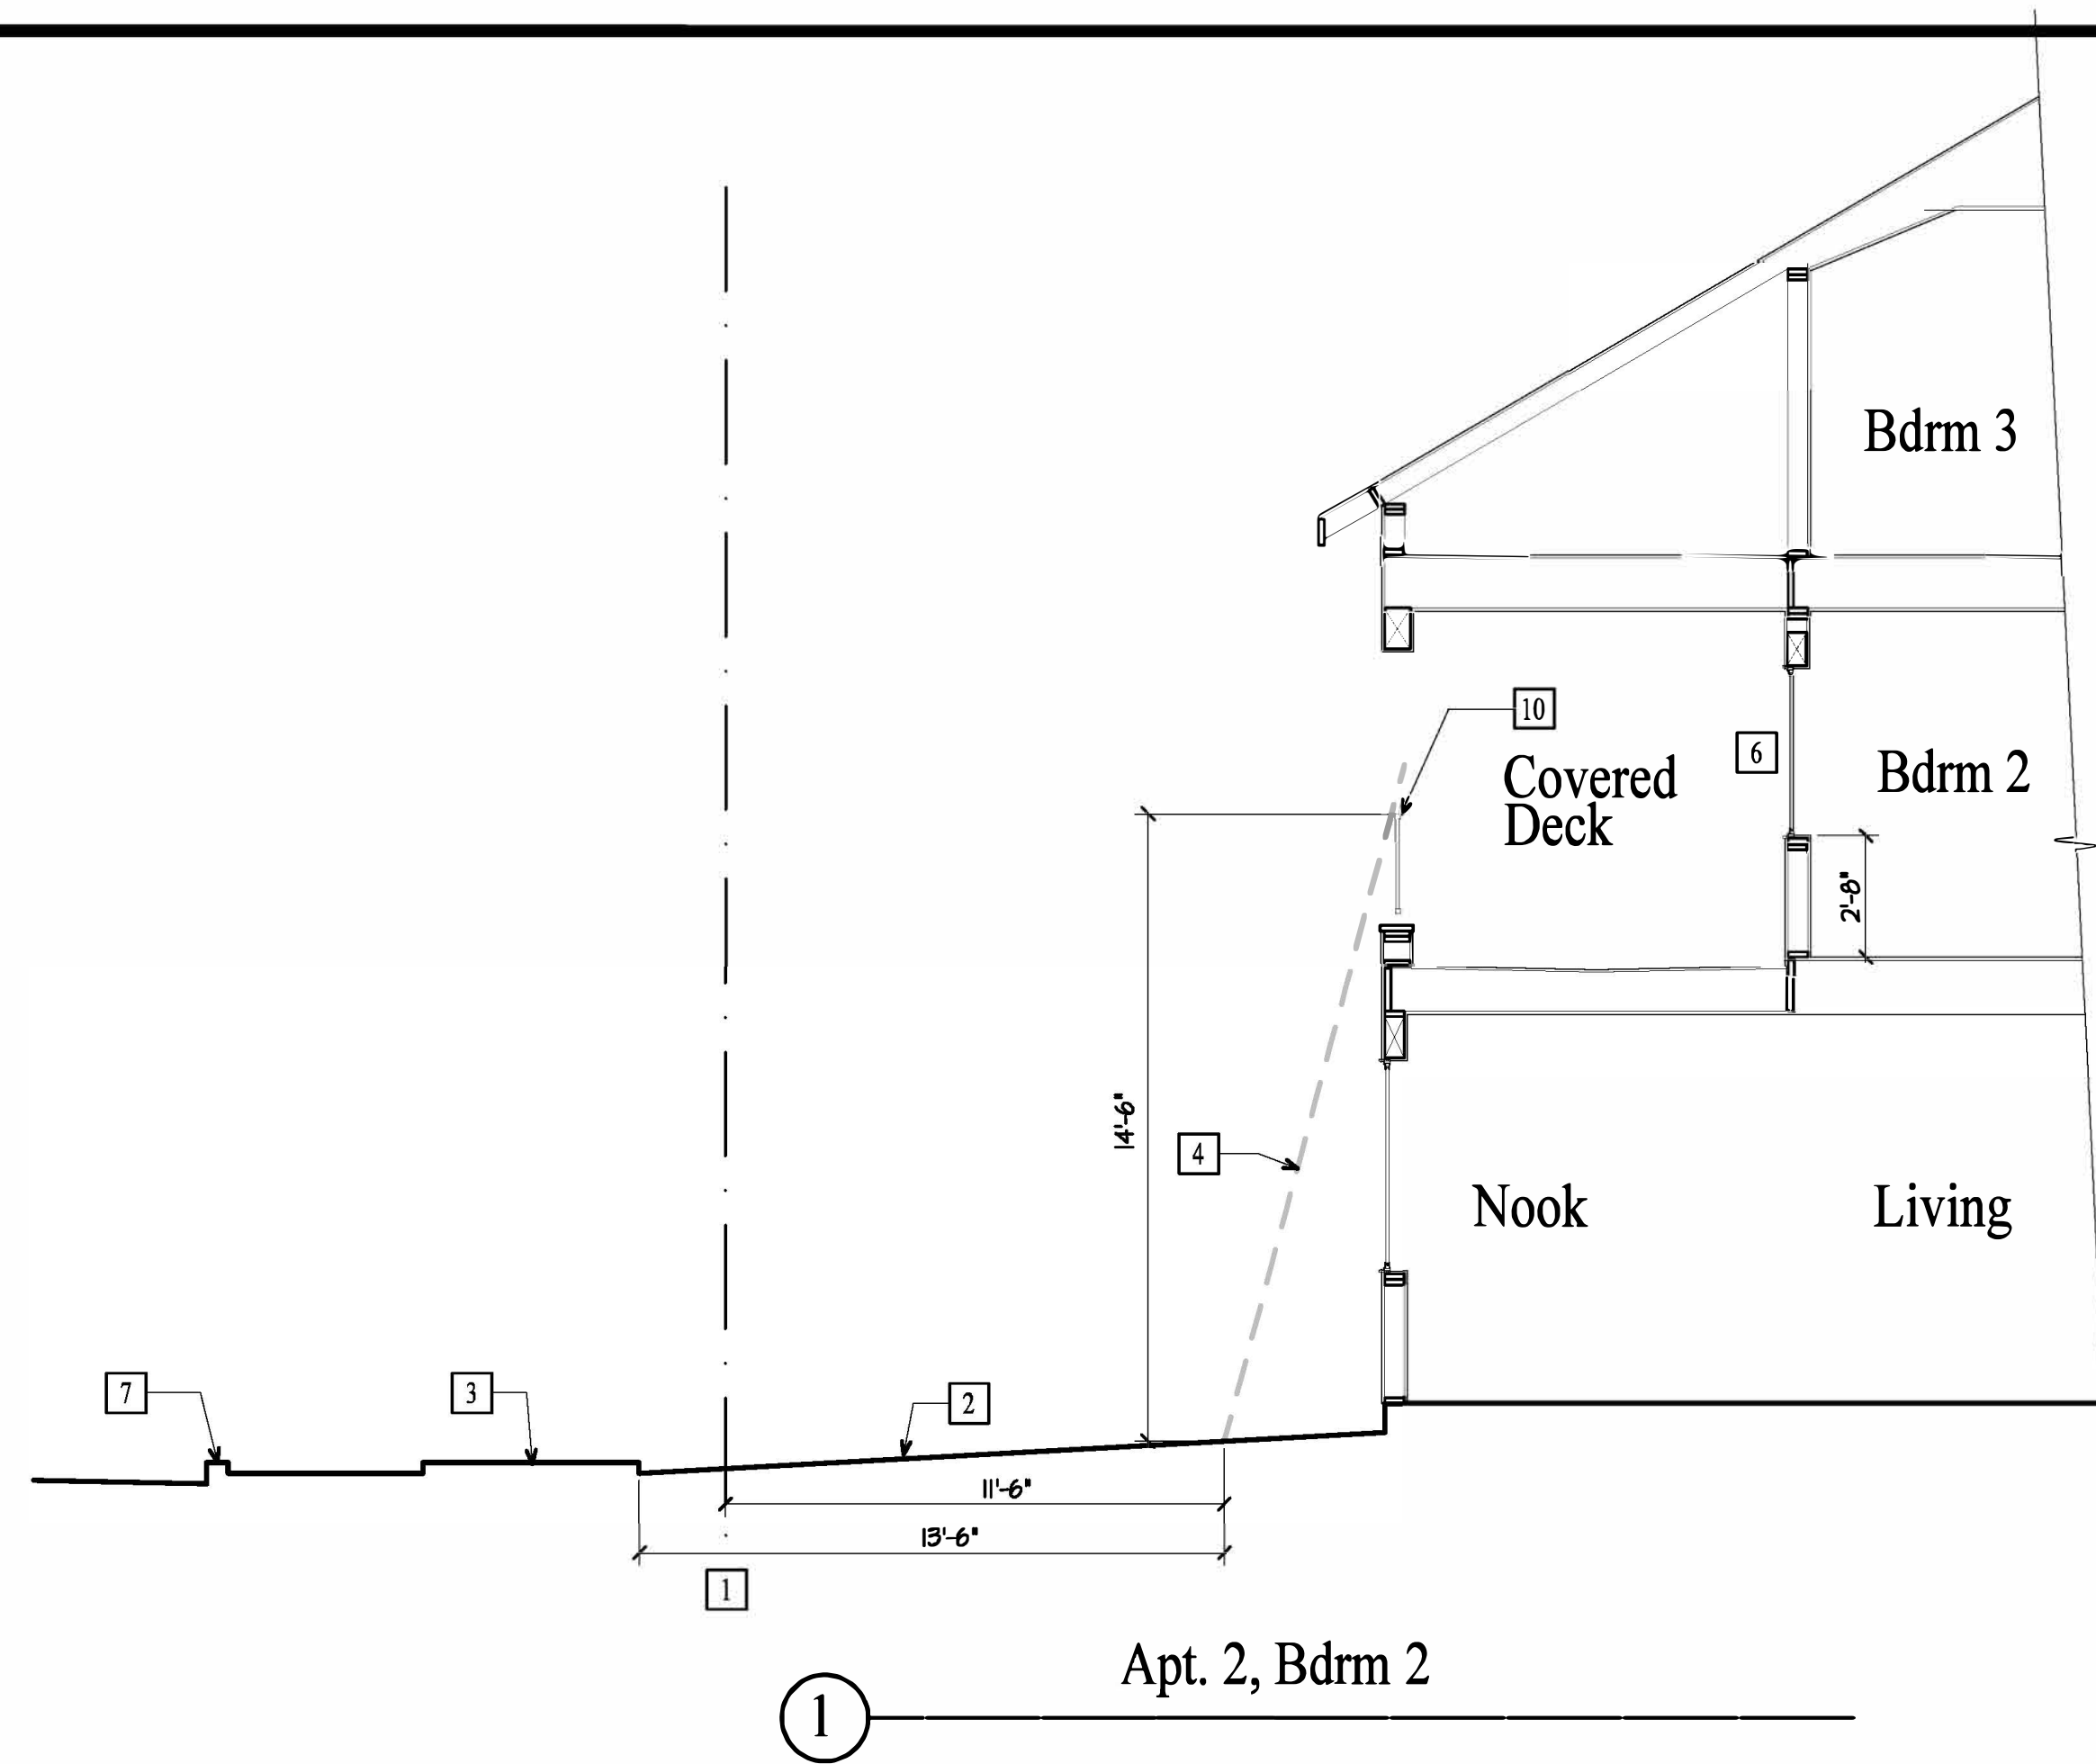 Bdrm 3
10
6
Covered
Deck
Bdrm 2
2'-8"
14'-6"
4
Nook
Living
7
3
2
11'-6"
13'-6"
1
Apt. 2, Bdrm 2
1